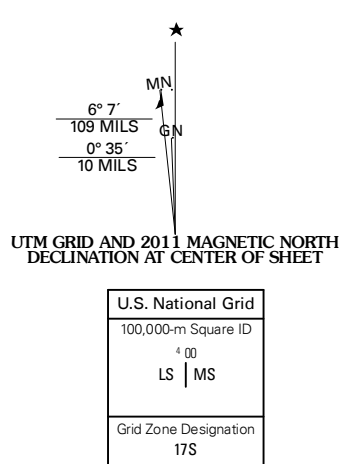 MN
6° 7´
109 MILS
GN
0° 35´
10 MILS
UTM GRID AND 2011 MAGNETIC NORTH
DECLINATION AT CENTER OF SHEET
U.S. National Grid
100,000-m Square ID
4 00
LS MS
Grid Zone Designation
17S